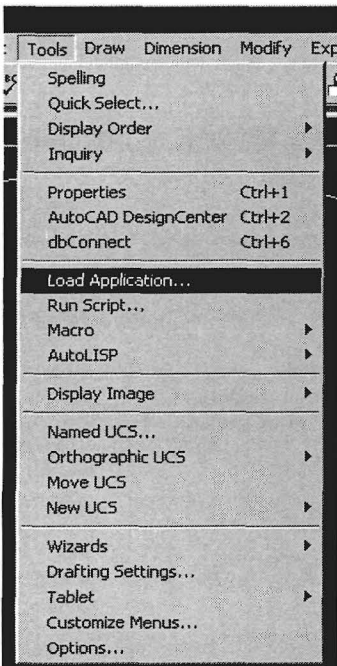 Tools Draw Dimension Modify Exp
Spelling
Quick Select...
Display Order
Inquiry
Properties Ctrl+1
AutoCAD DesignCenter Ctrl+2
dbConnect Ctrl+6
Load Application...
Run Script...
Macro
AutoLISP
Display Image
Named UCS...
Orthographic UCS
Move UCS
New UCS
Wizards
Drafting Settings...
Tablet
Customize Menus...
Options...